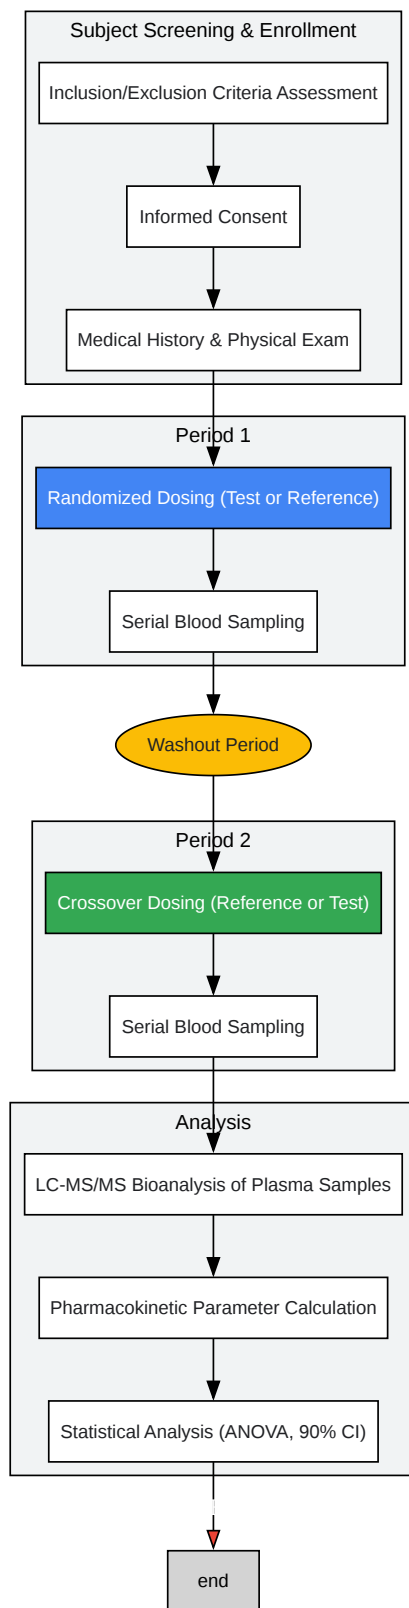 Subject Screening & Enrollment
Inclusion/Exclusion Criteria Assessment
Informed Consent
Medical History & Physical Exam
Period 1
Randomized Dosing (Test or Reference)
Serial Blood Sampling
Washout Period
Period 2
Crossover Dosing (Reference or Test)
Serial Blood Sampling
Analysis
LC-MS/MS Bioanalysis of Plasma Samples
Pharmacokinetic Parameter Calculation
Statistical Analysis (ANOVA, 90% CI)
end